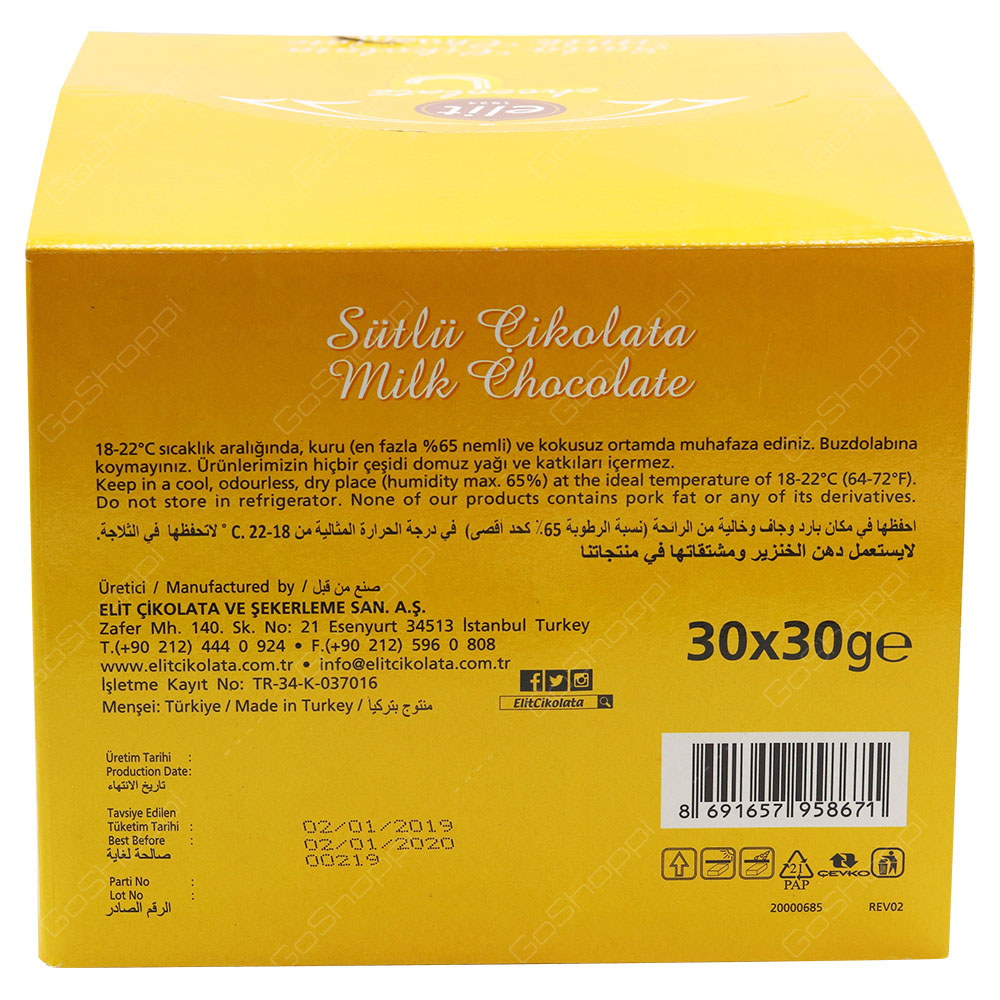 elit
1924
chocolate
Sütlü Çikolata
Milk Chocolate
18-22°C sıcaklık aralığında, kuru (en fazla %65 nemli) ve kokusuz ortamda muhafaza ediniz. Buzdolabına
koymayınız. Ürünlerimizin hiçbir çeşidi domuz yağı ve katkıları içermez.
Keep in a cool, odourless, dry place (humidity max. 65%) at the ideal temperature of 18-22°C (64-72°F).
Do not store in refrigerator. None of our products contains pork fat or any of its derivatives.
احفظها في مكان بارد وجاف وخالية من الرائحة (نسبة الرطوبة 65٪ كحد أقصى) في درجة الحرارة المثالية من 18-22 .C ° لاتحفظها في الثلاجة.
لايستعمل دهن الخنزير ومشتقاتها في منتجاتنا
Üretici / Manufactured by / صنع من قبل
ELİT ÇİKOLATA VE ŞEKERLEME SAN. A.Ş.
Zafer Mh. 140. Sk. No: 21 Esenyurt 34513 İstanbul Turkey
T.(+90 212) 444 0 924 • F.(+90 212) 596 0 808
www.elitcikolata.com.tr • info@elitcikolata.com.tr
İşletme Kayıt No: TR-34-K-037016
Menşei: Türkiye / Made in Turkey / منتوج بتركيا
ElitCikolata
30x30g℮
Üretim Tarihi :
Production Date:
تاريخ الانتهاء
Tavsiye Edilen
Tüketim Tarihi :
Best Before :
صالحة لغاية
Parti No :
Lot No :
الرقم الصادر
02/01/2019
02/01/2020
00219
8 691657 958671
21
PAP
ÇEVKO
20000685 REV02
GoShoppi